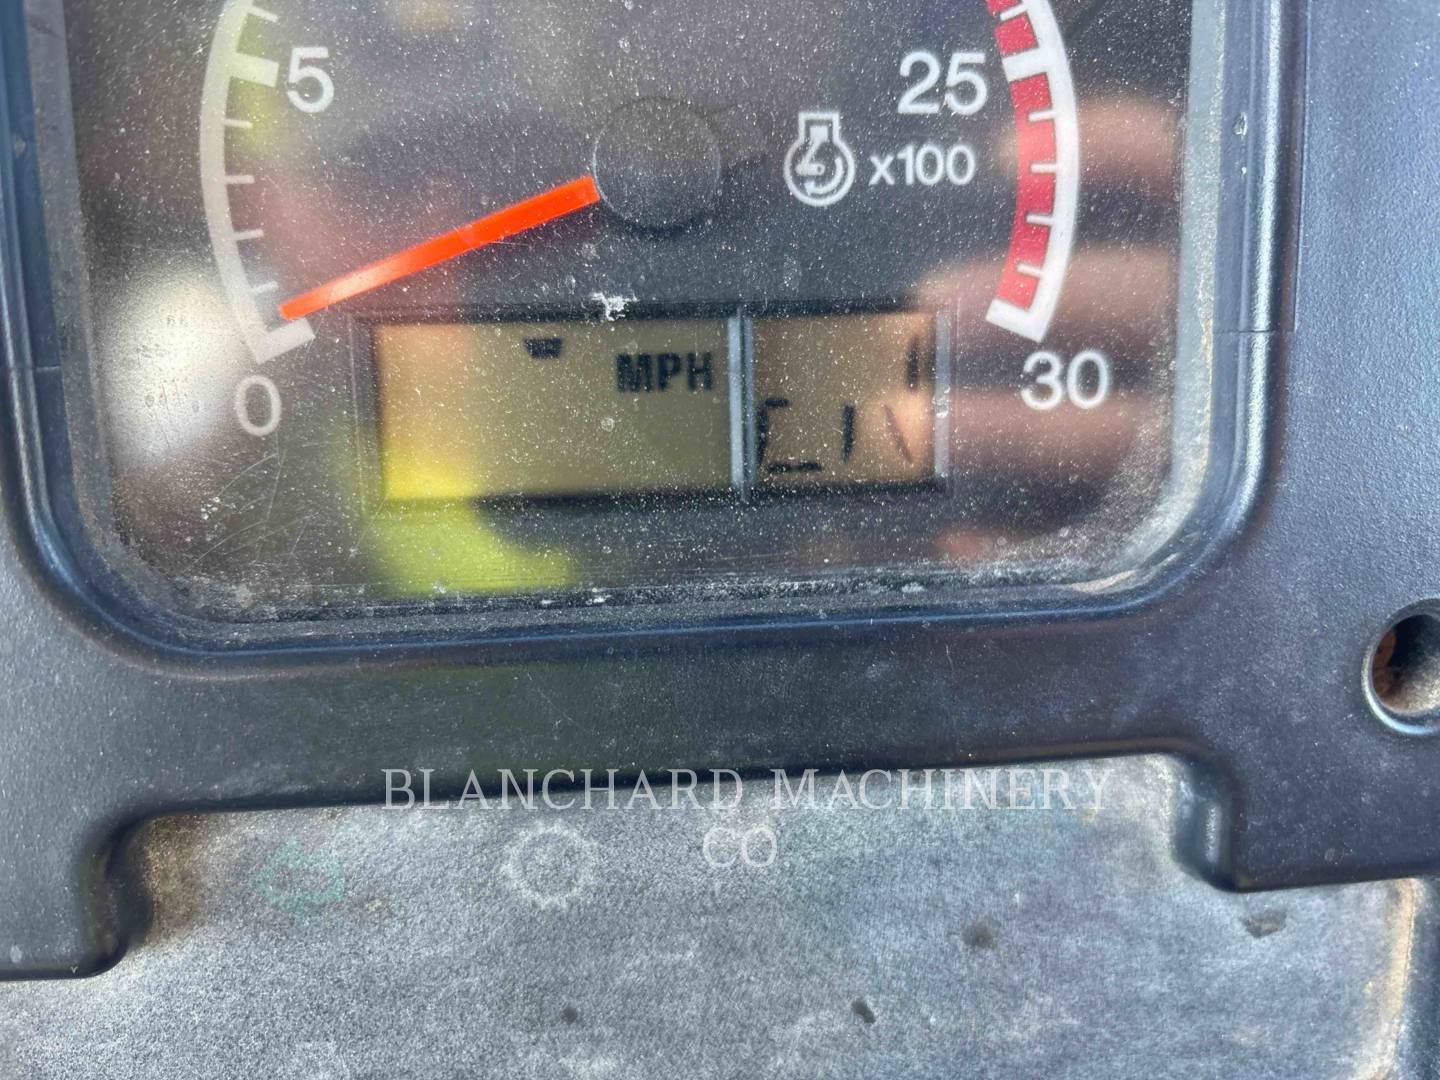 5
25
x100
0
30
MPH
BLANCHARD MACHINERY
CO